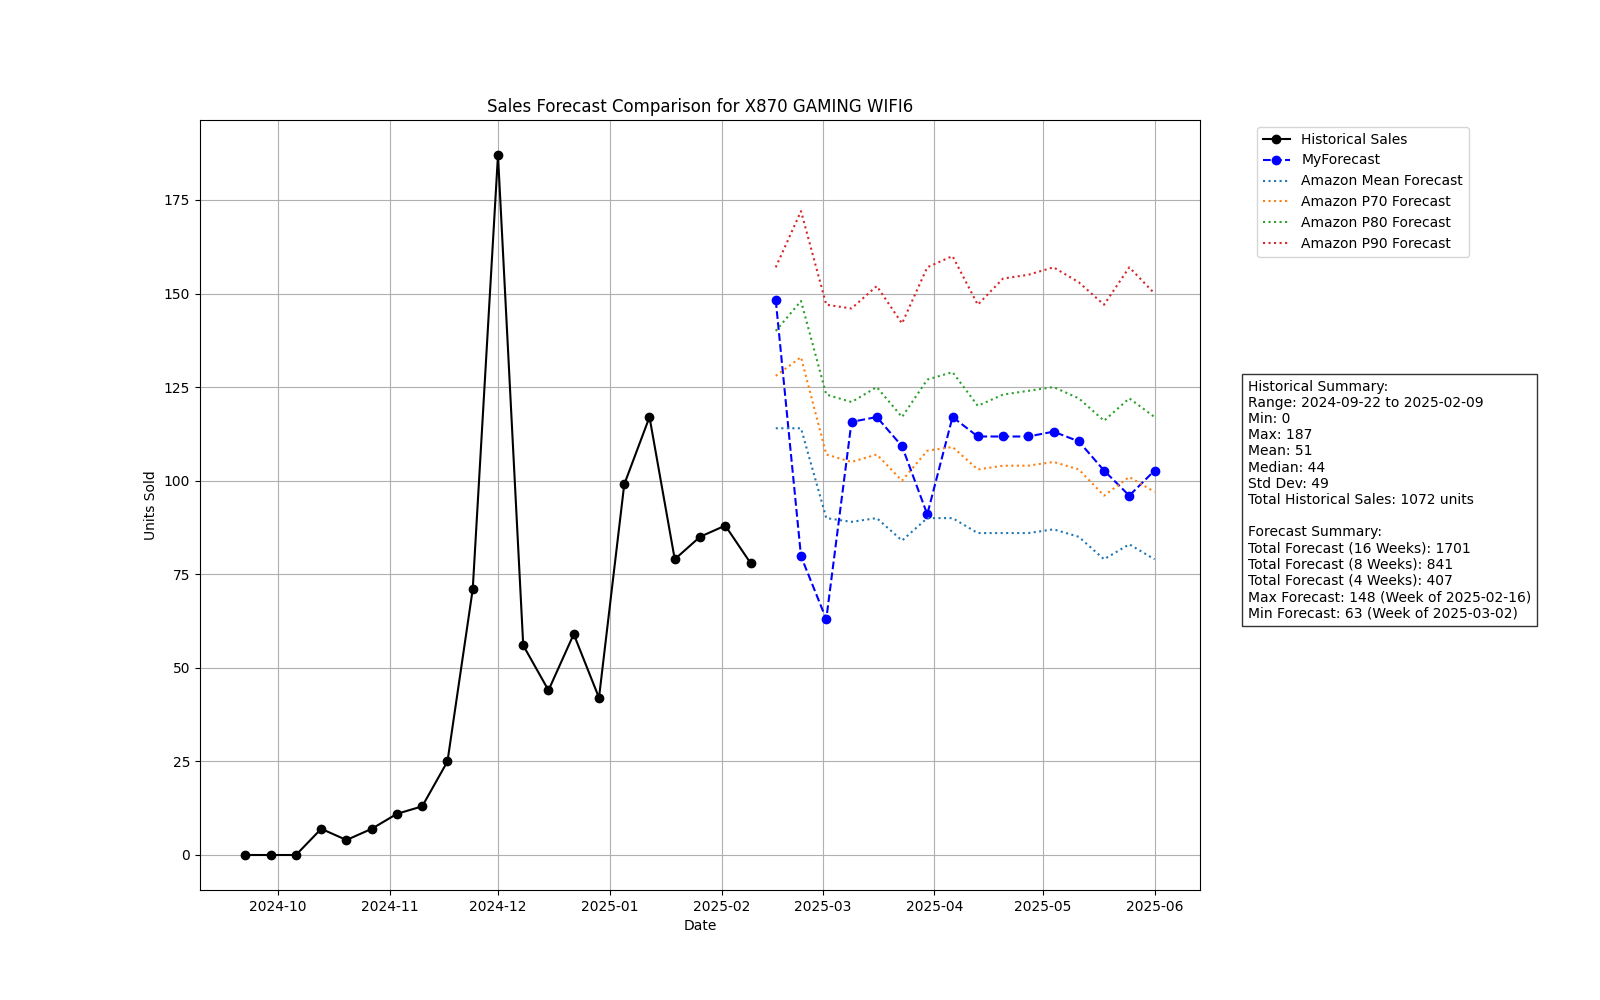 Sales Forecast Comparison for X870 GAMING WIFI6
Historical Sales
MyForecast
Amazon Mean Forecast
Amazon P70 Forecast
Amazon P80 Forecast
Amazon P90 Forecast
175
150
125
100
75
50
25
0
Units Sold
Historical Summary:
Range: 2024-09-22 to 2025-02-09
Min: 0
Max: 187
Mean: 51
Median: 44
Std Dev: 49
Total Historical Sales: 1072 units
Forecast Summary:
Total Forecast (16 Weeks): 1701
Total Forecast (8 Weeks): 841
Total Forecast (4 Weeks): 407
Max Forecast: 148 (Week of 2025-02-16)
Min Forecast: 63 (Week of 2025-03-02)
2024-10 2024-11 2024-12 2025-01 2025-02 2025-03 2025-04 2025-05 2025-06
Date